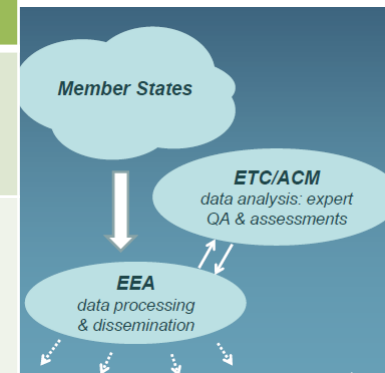 Member States
ETC/ACM
data analysis: expert
QA & assessments
EEA
data processing
& dissemination